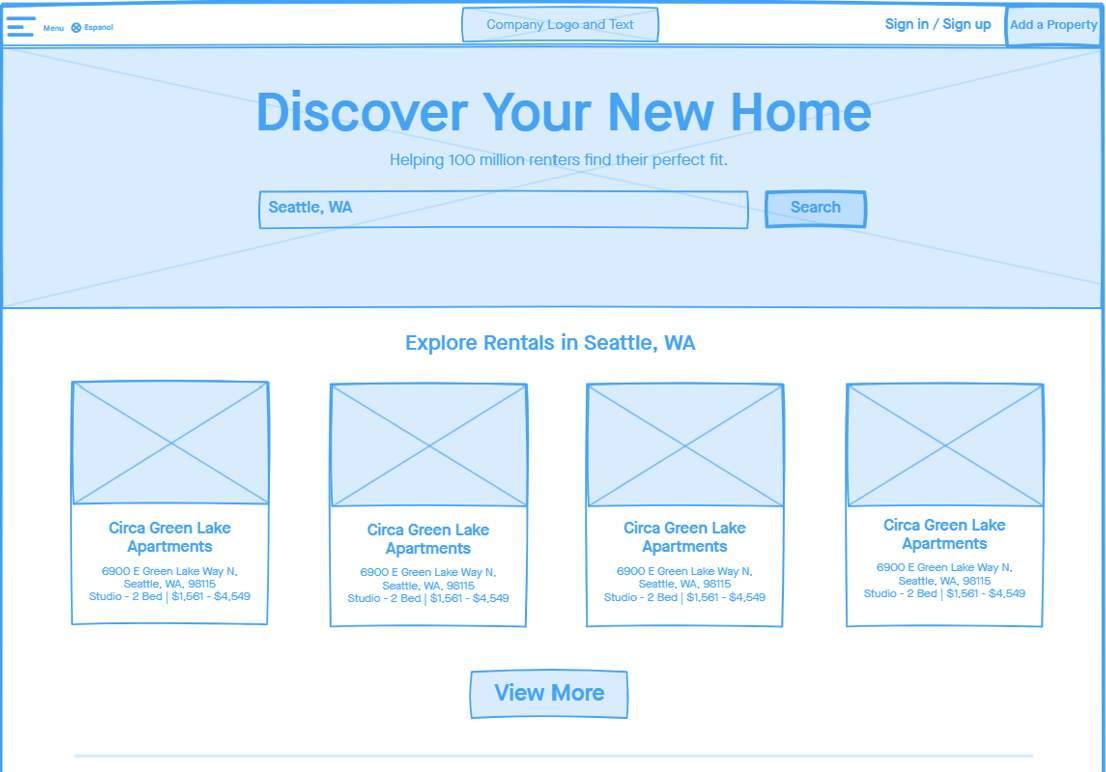 Menu
Espanol
Company Logo and Text
Sign in / Sign up
Add a Property
Discover Your New Home
Helping 100 million renters find their perfect fit.
Seattle, WA
Search
Explore Rentals in Seattle, WA
Circa Green Lake
Apartments
6900 E Green Lake Way N,
Seattle, WA, 98115
Studio - 2 Bed | $1,561 - $4,549
Circa Green Lake
Apartments
6900 E Green Lake Way N,
Seattle, WA, 98115
Studio - 2 Bed | $1,561 - $4,549
Circa Green Lake
Apartments
6900 E Green Lake Way N,
Seattle, WA, 98115
Studio - 2 Bed | $1,561 - $4,549
Circa Green Lake
Apartments
6900 E Green Lake Way N,
Seattle, WA, 98115
Studio - 2 Bed | $1,561 - $4,549
View More